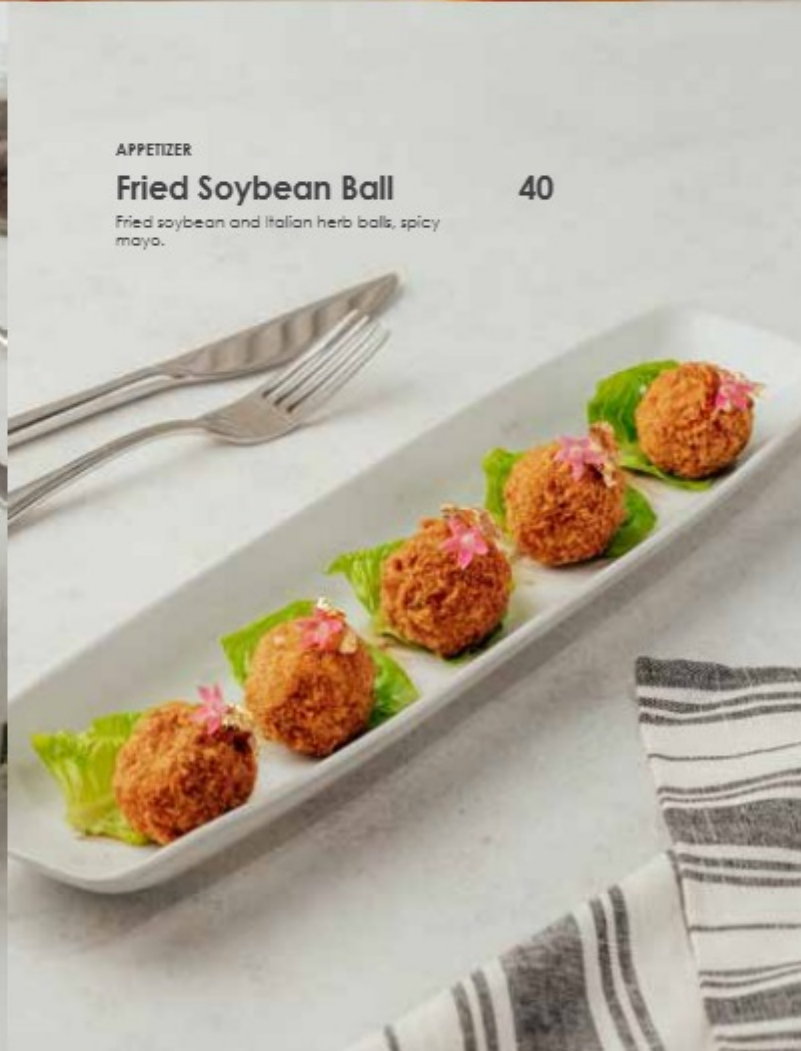 APPETIZER
Fried Soybean Ball 40
Fried soybean and Italian herb balls, spicy
mayo.